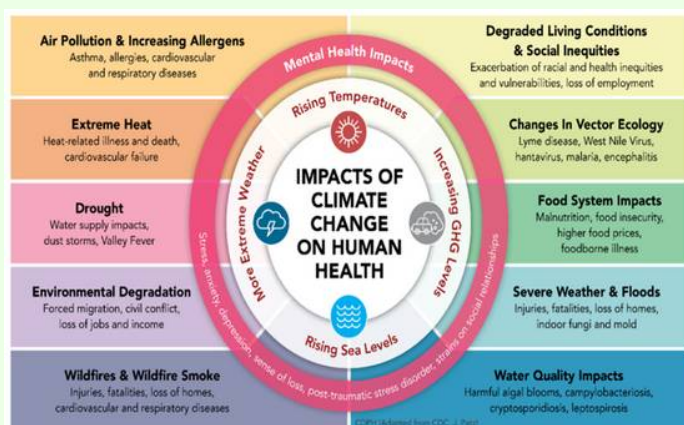 Air Pollution & Increasing Allergens
Asthma, allergies, cardiovascular
and respiratory diseases
Extreme Heat
Heat-related illness and death,
cardiovascular failure
Drought
Water supply impacts,
dust storms, Valley Fever
Environmental Degradation
Forced migration, civil conflict,
loss of jobs and income
Wildfires & Wildfire Smoke
Injuries, fatalities, loss of homes,
cardiovascular and respiratory diseases
Mental Health Impacts
Rising Temperatures
More Extreme Weather
IMPACTS OF
CLIMATE
CHANGE
ON HUMAN
HEALTH
Increasing GHG Levels
Rising Sea Levels
Stress, anxiety, depression, sense of loss, post-traumatic stress disorder, strains on social relationships
Degraded Living Conditions
& Social Inequities
Exacerbation of racial and health inequities
and vulnerabilities, loss of employment
Changes In Vector Ecology
Lyme disease, West Nile Virus,
hantavirus, malaria, encephalitis
Food System Impacts
Malnutrition, food insecurity,
higher food prices,
foodborne illness
Severe Weather & Floods
Injuries, fatalities, loss of homes,
indoor fungi and mold
Water Quality Impacts
Harmful algal blooms, campylobacteriosis,
cryptosporidiosis, leptospirosis